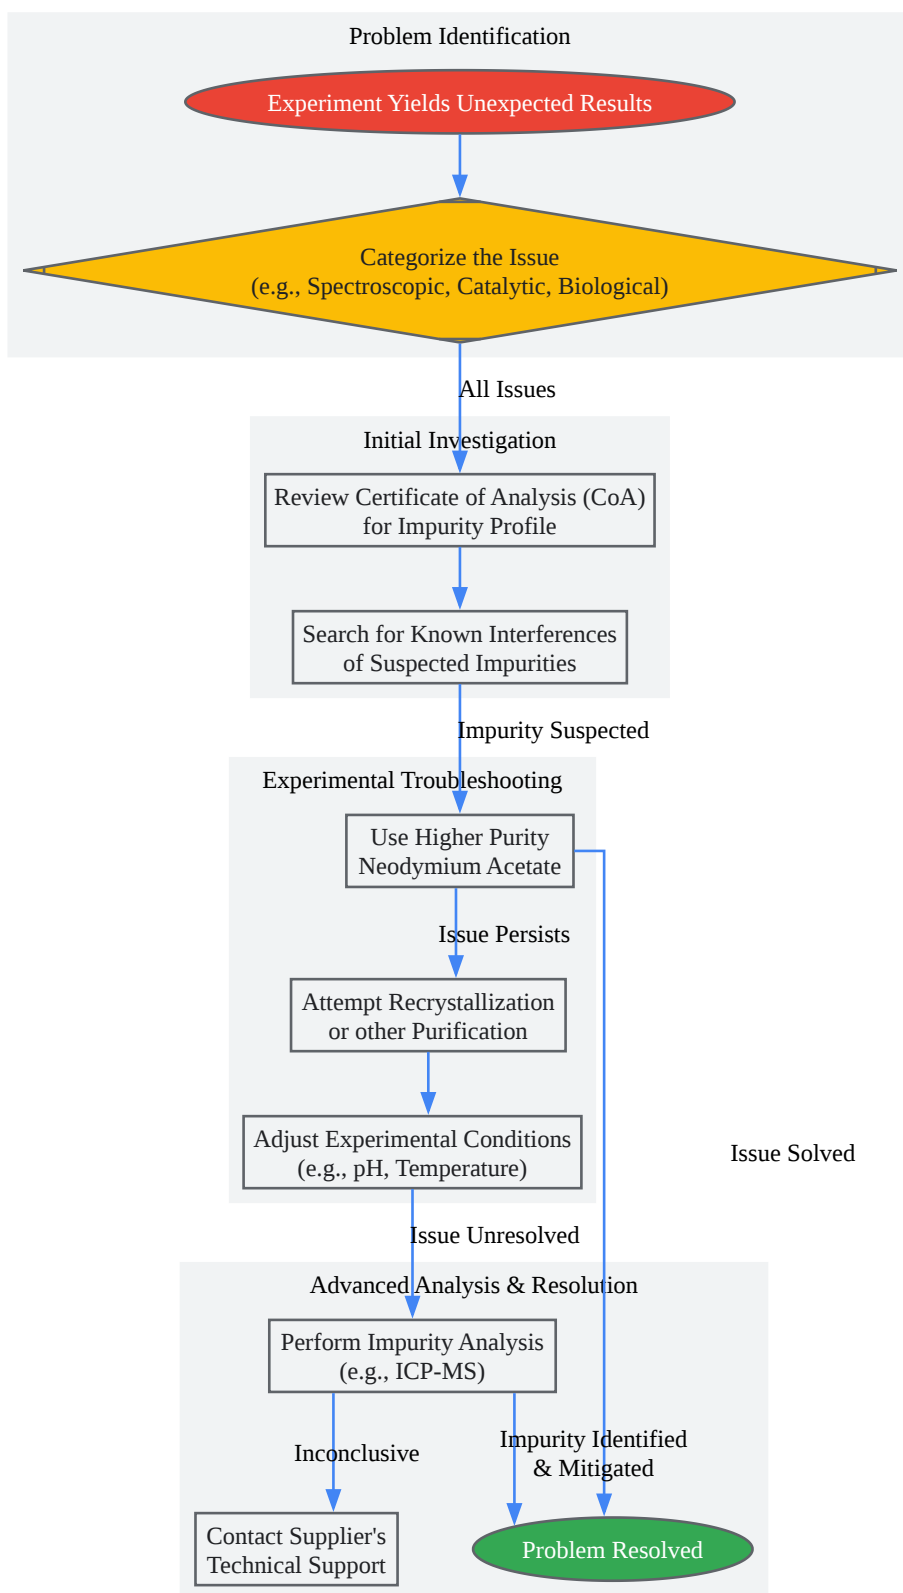 Problem Identification
Experiment Yields Unexpected Results
Categorize the Issue
(e.g., Spectroscopic, Catalytic, Biological)
All Issues
Initial Investigation
Review Certificate of Analysis (CoA)
for Impurity Profile
Search for Known Interferences
of Suspected Impurities
Impurity Suspected
Experimental Troubleshooting
Use Higher Purity
Neodymium Acetate
Issue Persists
Attempt Recrystallization
or other Purification
Adjust Experimental Conditions
(e.g., pH, Temperature)
Issue Solved
Issue Unresolved
Advanced Analysis & Resolution
Perform Impurity Analysis
(e.g., ICP-MS)
Inconclusive
Impurity Identified
& Mitigated
Contact Supplier's
Technical Support
Problem Resolved